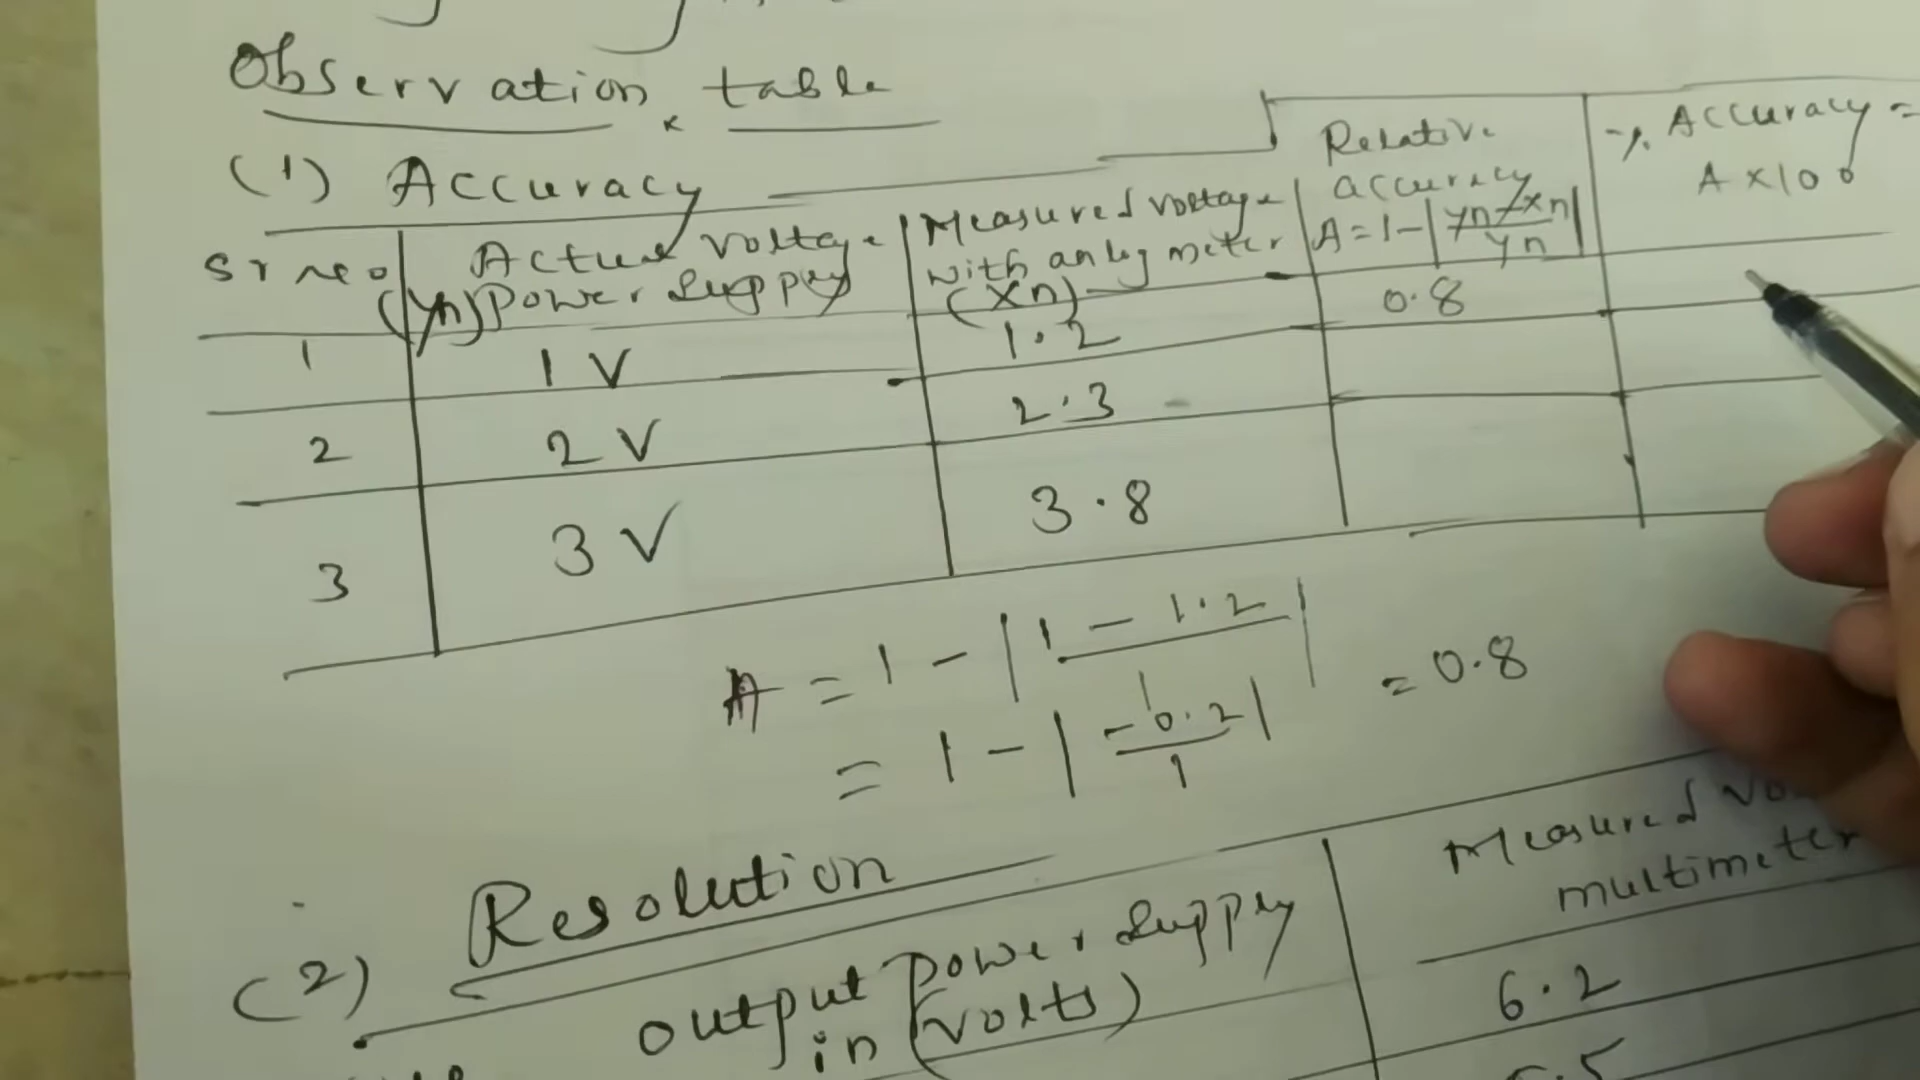 Observation table
(1) Accuracy
Sr no
(Yn)
Actual voltage
power supply
Measured voltage
with analog meter
(Xn)
Relative
accuracy
A = 1 - | Yn - Xn / Yn |
% Accuracy =
A × 100
1 1 V 1.2 0.8
2 2 V 2.3
3 3 V 3.8
A = 1 - | 1 - 1.2 / 1 | = 0.8
= 1 - | -0.2 / 1 |
(2) Resolution
output power supply
in (volts)
Measured
multimeter
6.2